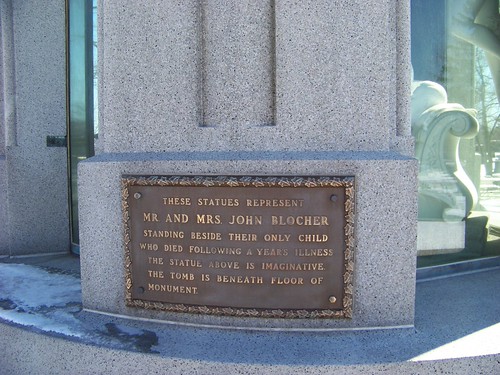 THESE STATUES REPRESENT
MR. AND MRS. JOHN BLOCHER
STANDING BESIDE THEIR ONLY CHILD
WHO DIED FOLLOWING A YEARS ILLNESS
THE STATUE ABOVE IS IMAGINATIVE
THE TOMB IS BENEATH FLOOR OF
MONUMENT.